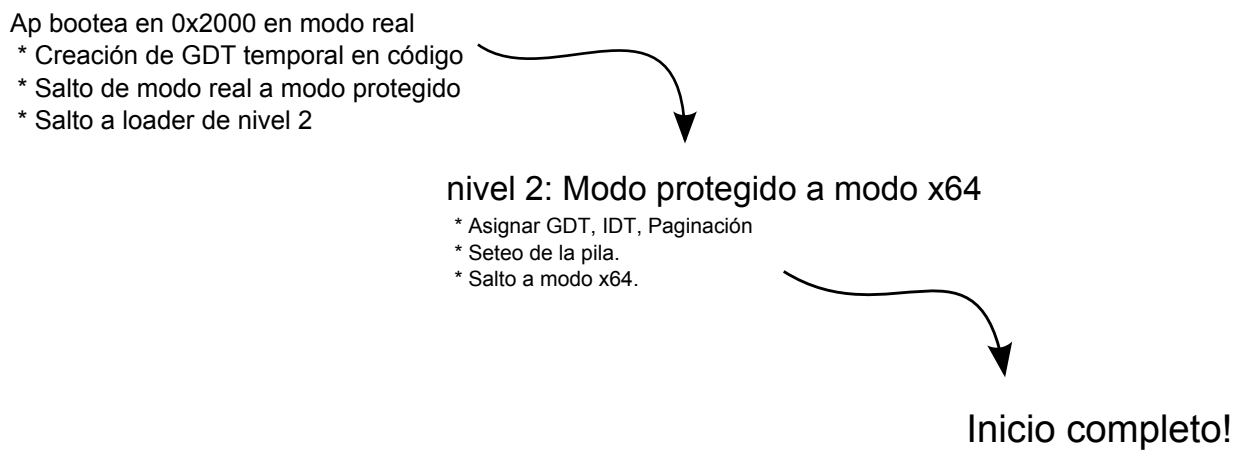 Ap bootea en 0x2000 en modo real
* Creación de GDT temporal en código
* Salto de modo real a modo protegido
* Salto a loader de nivel 2
nivel 2: Modo protegido a modo x64
* Asignar GDT, IDT, Paginación
* Seteo de la pila.
* Salto a modo x64.
Inicio completo!